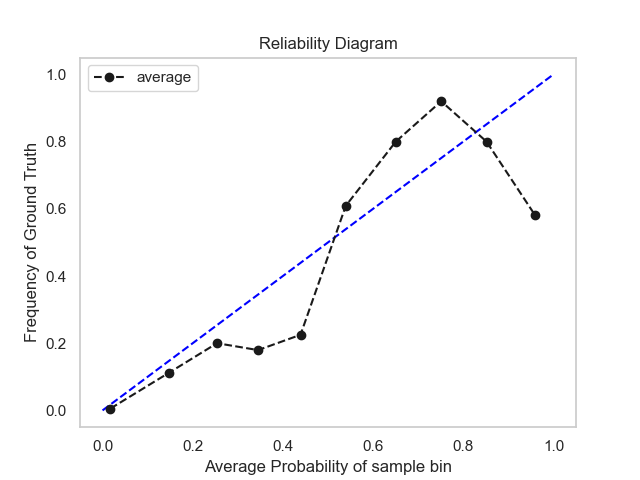 Reliability Diagram
average
Frequency of Ground Truth
1.0
0.8
0.6
0.4
0.2
0.0
0.0 0.2 0.4 0.6 0.8 1.0
Average Probability of sample bin